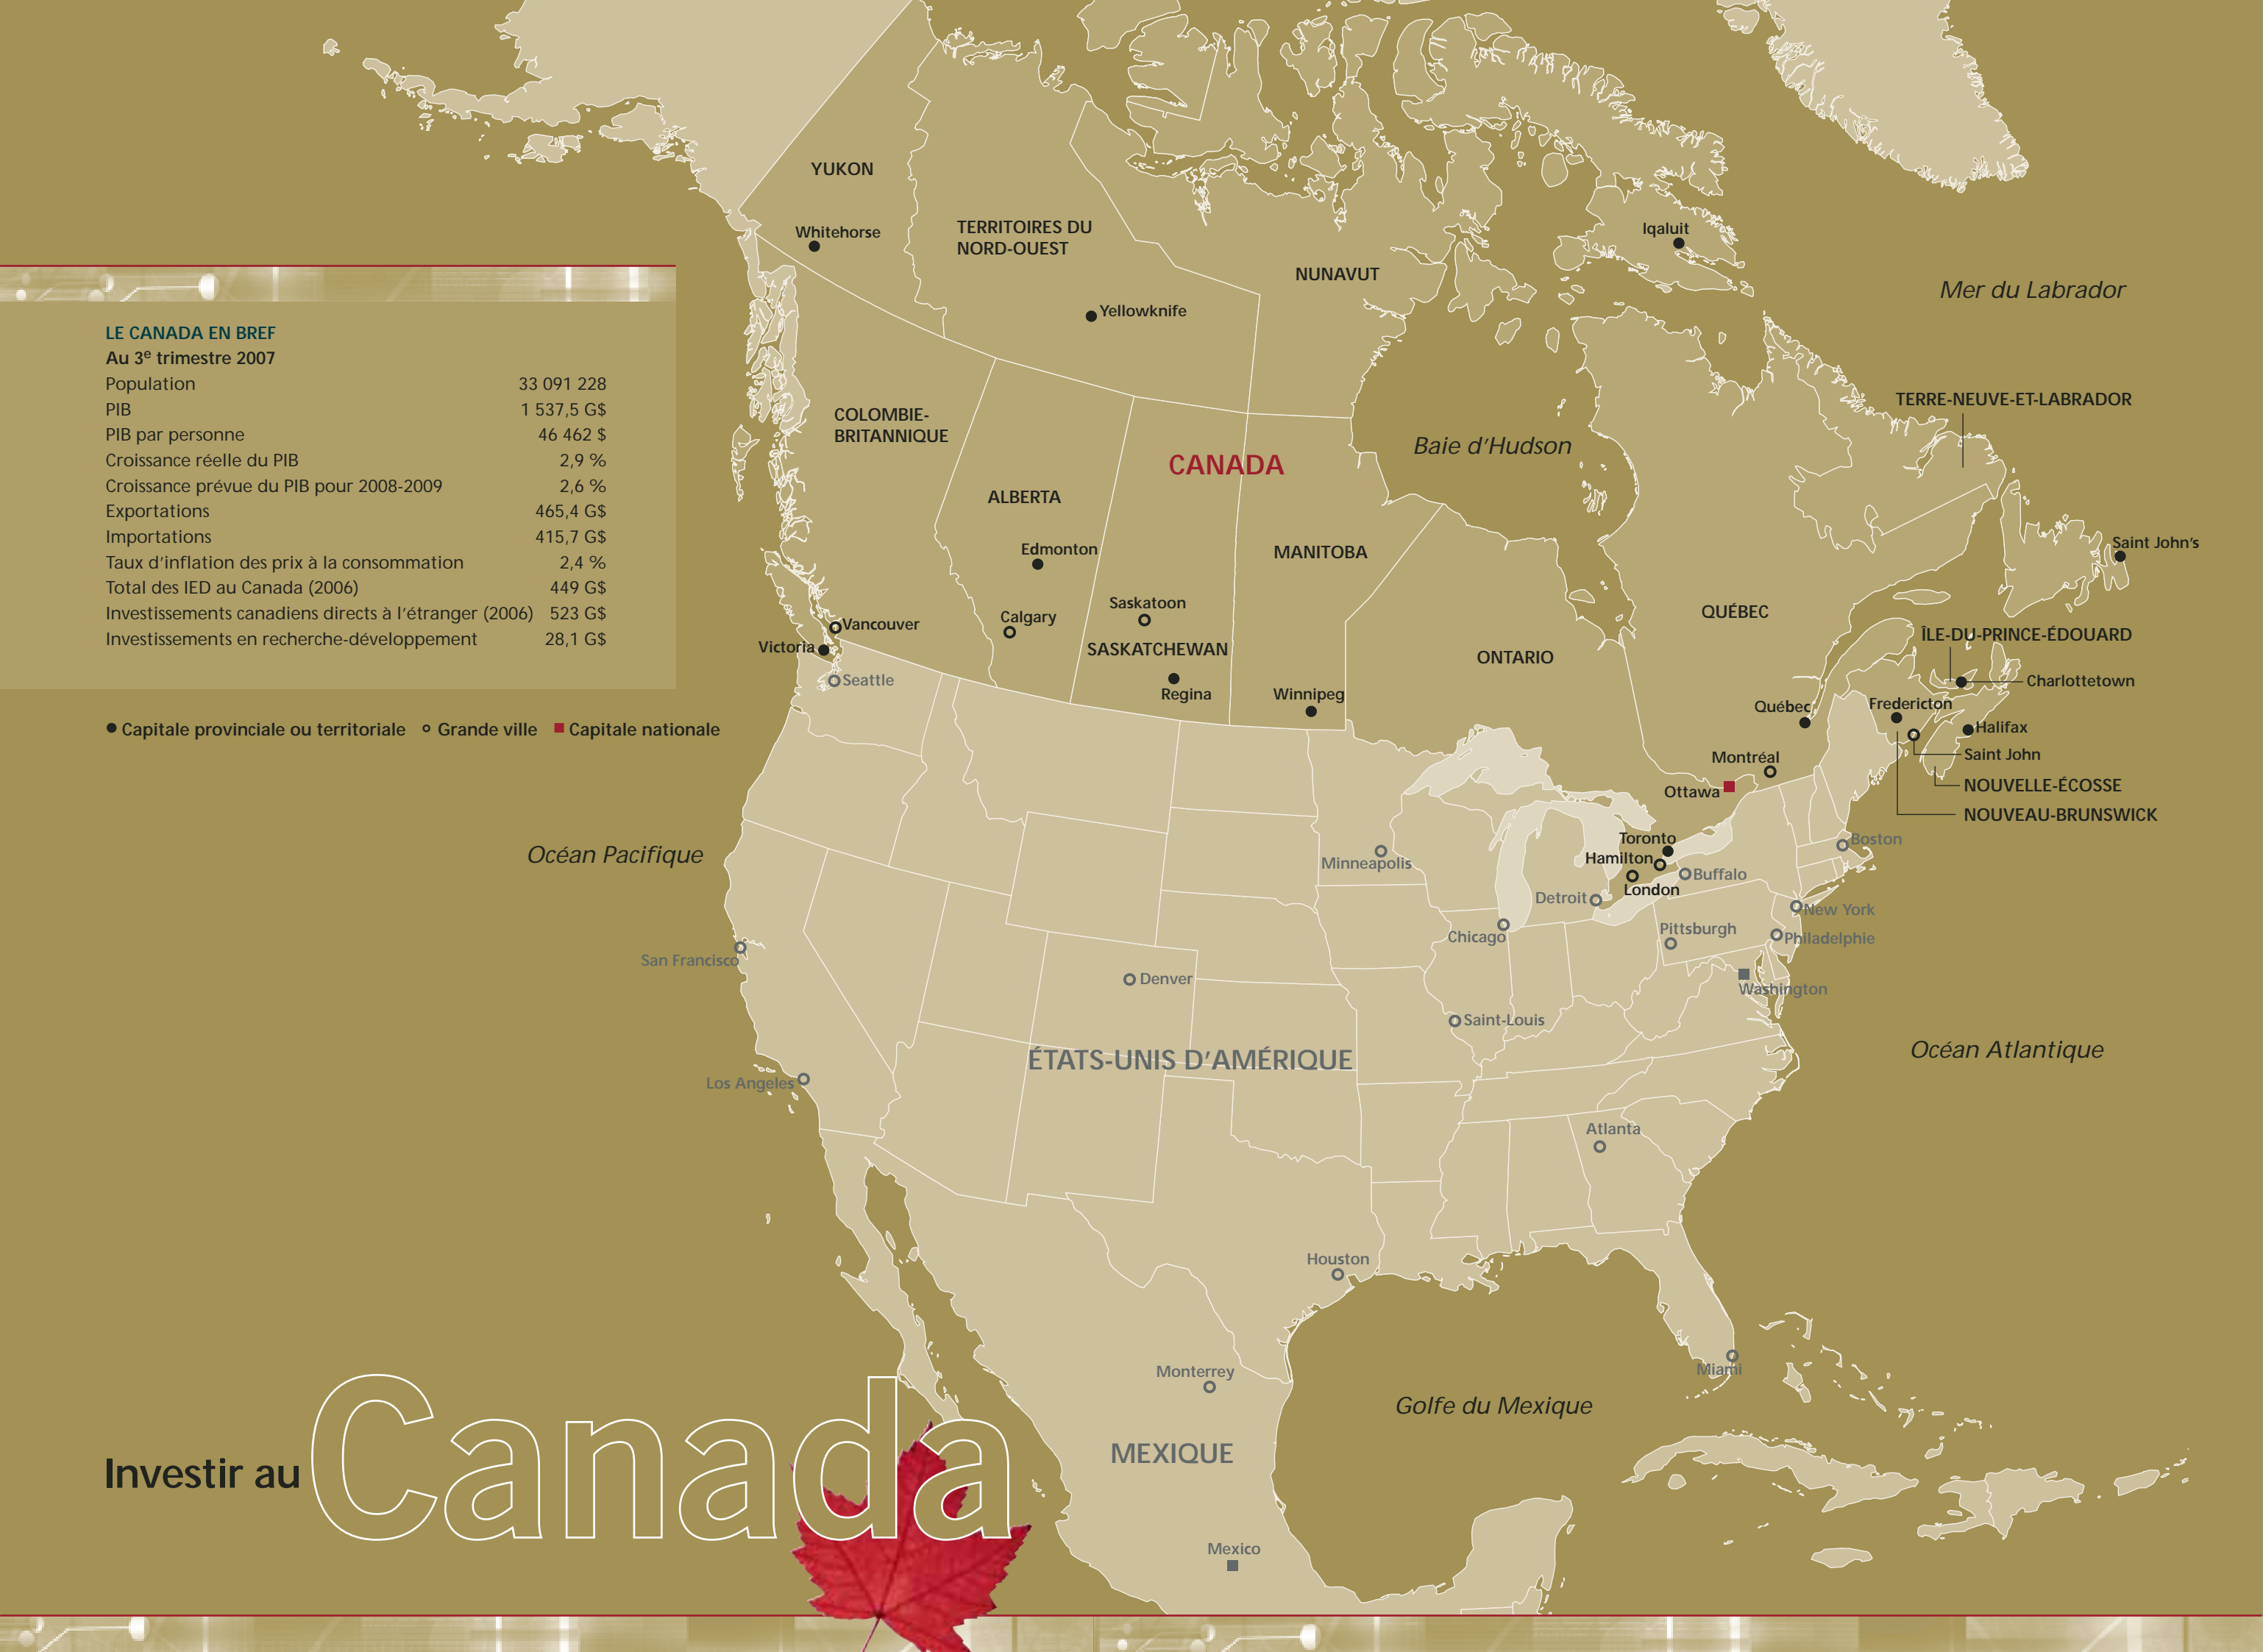 YUKON
Whitehorse
TERRITOIRES DU
NORD-OUEST
Yellowknife
NUNAVUT
Iqaluit
Mer du Labrador
LE CANADA EN BREF
Au 3e trimestre 2007
Population 33 091 228
PIB 1 537,5 G$
PIB par personne 46 462 $
Croissance réelle du PIB 2,9 %
Croissance prévue du PIB pour 2008-2009 2,6 %
Exportations 465,4 G$
Importations 415,7 G$
Taux d'inflation des prix à la consommation 2,4 %
Total des IED au Canada (2006) 449 G$
Investissements canadiens directs à l'étranger (2006) 523 G$
Investissements en recherche-développement 28,1 G$
Capitale provinciale ou territoriale Grande ville Capitale nationale
COLOMBIE-
BRITANNIQUE
CANADA
Baie d'Hudson
TERRE-NEUVE-ET-LABRADOR
ALBERTA
Edmonton
MANITOBA
Saint John's
Calgary
Saskatoon
SASKATCHEWAN
Regina
Winnipeg
Vancouver
Victoria
Seattle
ONTARIO
QUÉBEC
ÎLE-DU-PRINCE-ÉDOUARD
Charlottetown
Fredericton
Québec
Halifax
Saint John
Montréal
Ottawa
NOUVELLE-ÉCOSSE
NOUVEAU-BRUNSWICK
Océan Pacifique
Minneapolis
Toronto
Hamilton
London
Buffalo
Boston
Detroit
New York
Chicago
Pittsburgh
Philadelphie
San Francisco
Denver
Washington
Saint-Louis
ÉTATS-UNIS D'AMÉRIQUE
Océan Atlantique
Los Angeles
Atlanta
Houston
Monterrey
Miami
Golfe du Mexique
MEXIQUE
Mexico
Investir au Canada